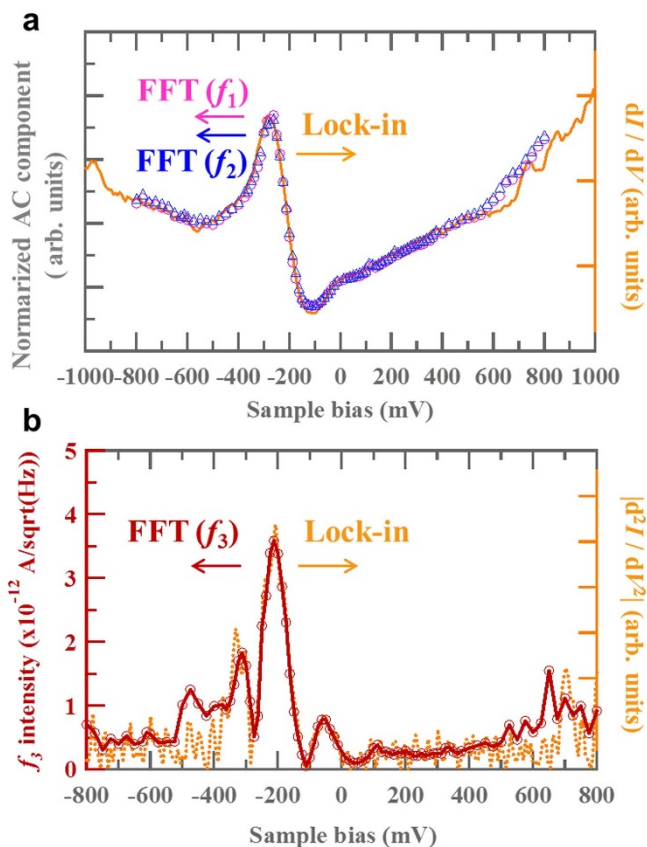 a
Normarized AC component
( arb. units)
FFT (f1)
FFT (f2)
Lock-in
dI / dV (arb. units)
-1000 -800 -600 -400 -200 0 200 400 600 800 1000
Sample bias (mV)
b
f3 intensity (x10⁻¹² A/sqrt(Hz))
5
4
3
2
1
0
FFT (f3)
Lock-in
|d²I / dV²| (arb. units)
-800 -600 -400 -200 0 200 400 600 800
Sample bias (mV)